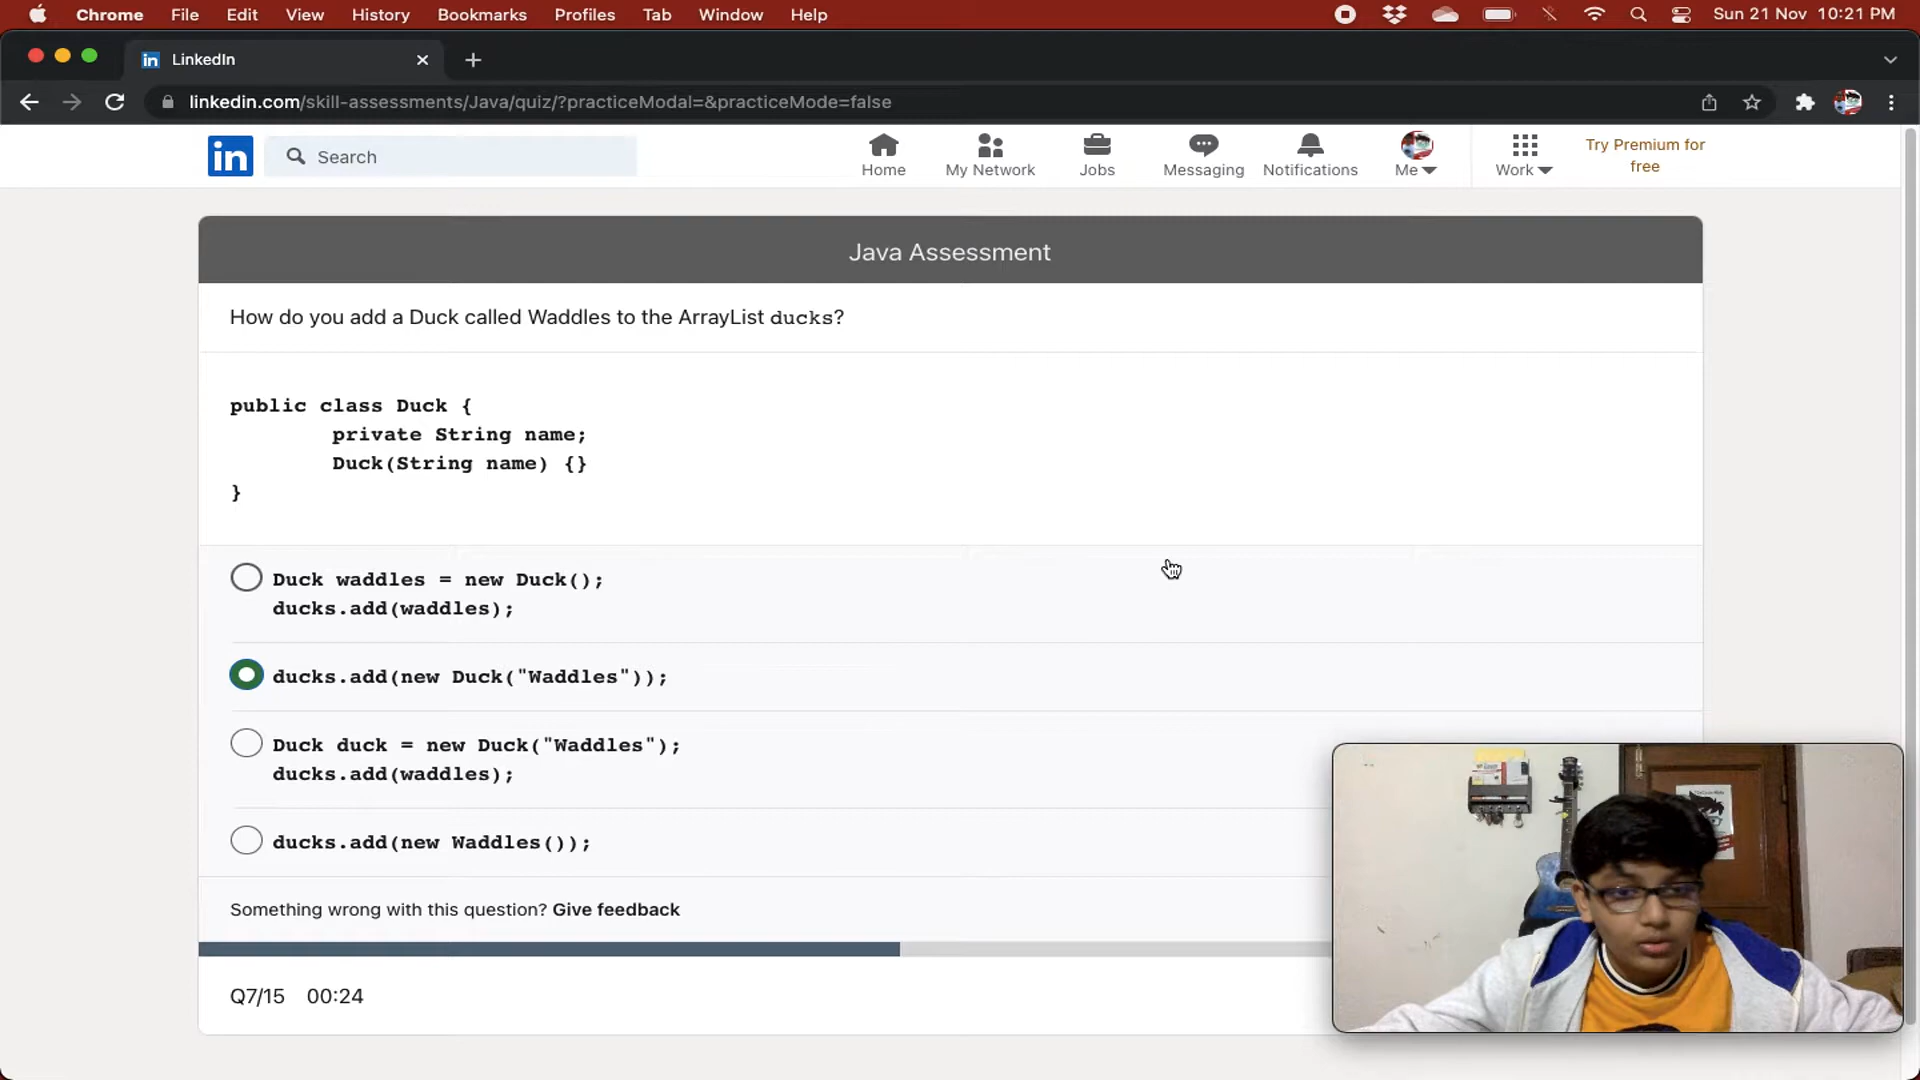 Chrome File Edit View History Bookmarks Profiles Tab Window Help Sun 21 Nov 10:21 PM
in LinkedIn
linkedin.com/skill-assessments/Java/quiz/?practiceModal=&practiceMode=false
in Search Home My Network Jobs Messaging Notifications Me Work Try Premium for free
Java Assessment
How do you add a Duck called Waddles to the ArrayList ducks?
public class Duck {
private String name;
Duck(String name) {}
}
Duck waddles = new Duck();
ducks.add(waddles);
ducks.add(new Duck("Waddles"));
Duck duck = new Duck("Waddles");
ducks.add(waddles);
ducks.add(new Waddles());
Something wrong with this question? Give feedback
Q7/15 00:24